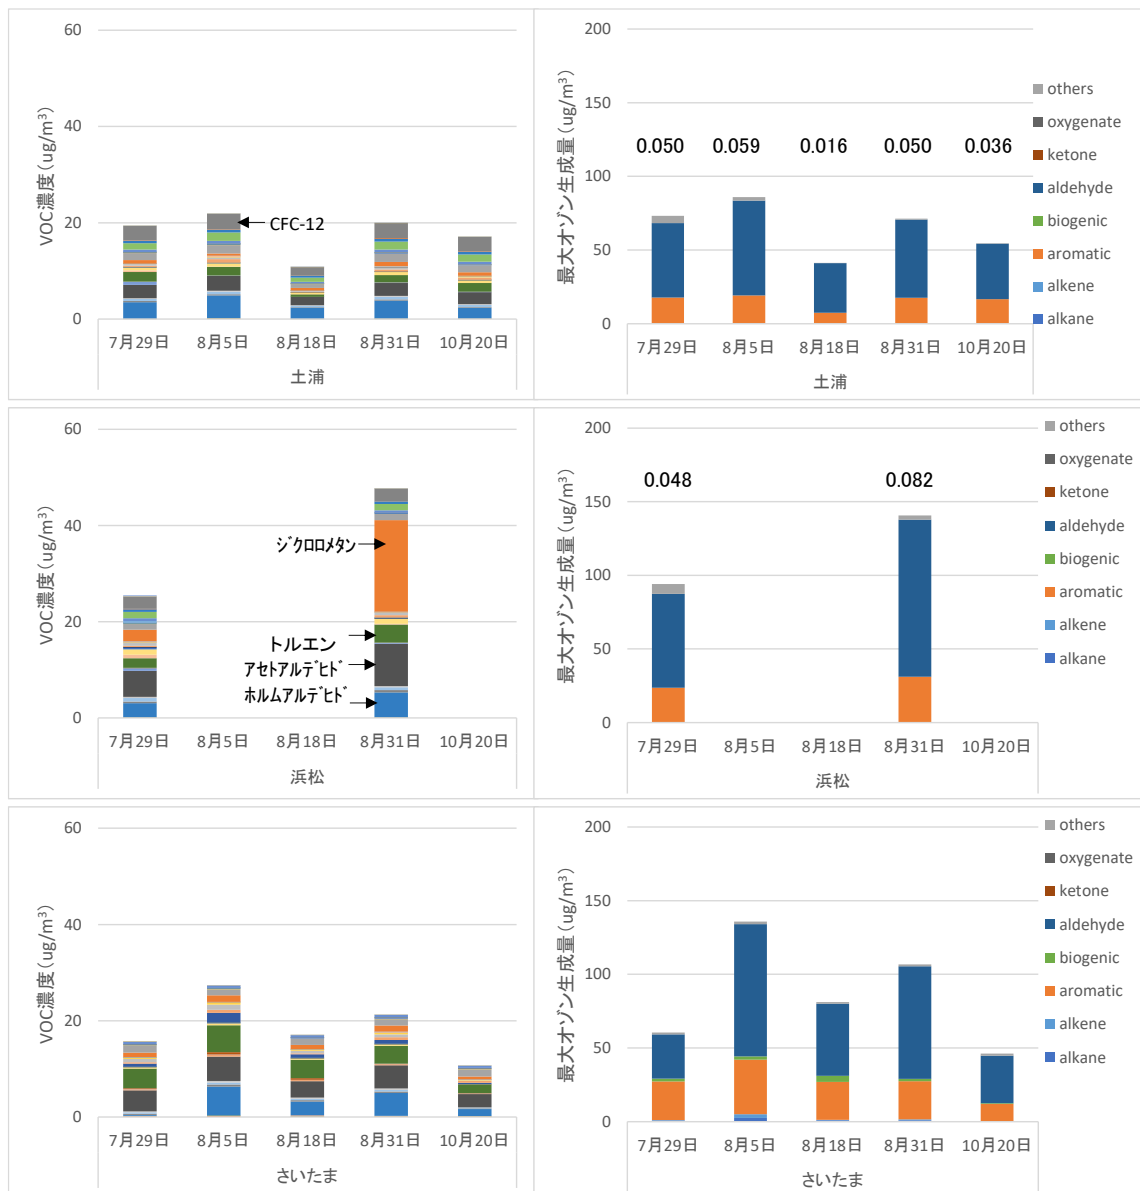 60
40
20
0
VOC濃度(ug/m³)
CFC-12
7月29日 8月5日 8月18日 8月31日 10月20日
土浦
200
150
100
50
0
最大オゾン生成量(ug/m³)
0.050 0.059 0.016 0.050 0.036
7月29日 8月5日 8月18日 8月31日 10月20日
土浦
others
oxygenate
ketone
aldehyde
biogenic
aromatic
alkene
alkane
60
40
20
0
VOC濃度(ug/m³)
ジクロロメタン
トルエン
アセトアルデヒド
ホルムアルデヒド
7月29日 8月5日 8月18日 8月31日 10月20日
浜松
200
150
100
50
0
最大オゾン生成量(ug/m³)
0.048 0.082
7月29日 8月5日 8月18日 8月31日 10月20日
浜松
others
oxygenate
ketone
aldehyde
biogenic
aromatic
alkene
alkane
60
40
20
0
VOC濃度(ug/m³)
7月29日 8月5日 8月18日 8月31日 10月20日
さいたま
200
150
100
50
0
最大オゾン生成量(ug/m³)
7月29日 8月5日 8月18日 8月31日 10月20日
さいたま
others
oxygenate
ketone
aldehyde
biogenic
aromatic
alkene
alkane